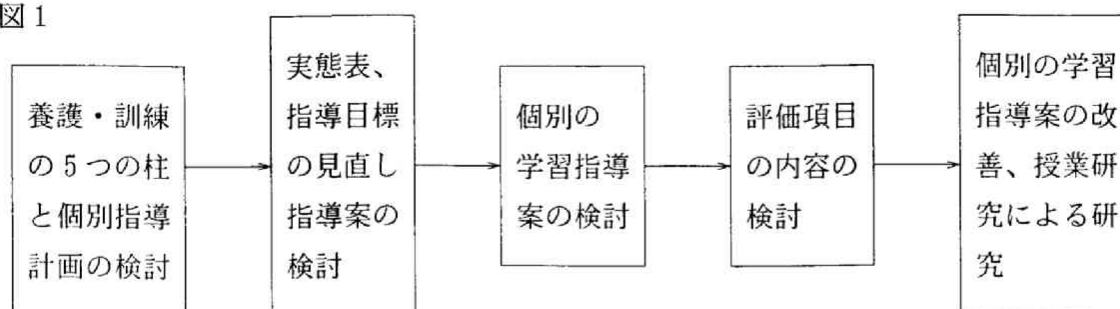 図1
養護・訓練
の5つの柱
と個別指導
計画の検討
実態表、
指導目標
の見直し
指導案の
検討
個別の
学習指導
案の検討
評価項目
の内容の
検討
個別の学習
指導案の改
善、授業研
究による研
究